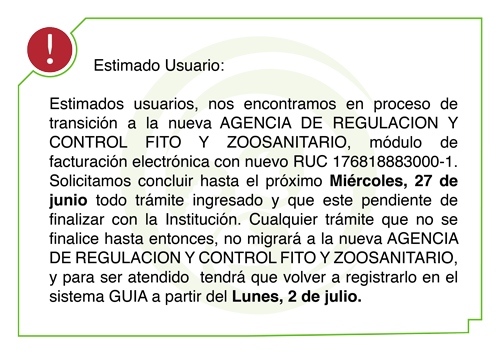 !
Estimado Usuario:
Estimados usuarios, nos encontramos en proceso de
transición a la nueva AGENCIA DE REGULACION Y
CONTROL FITO Y ZOOSANITARIO, módulo de
facturación electrónica con nuevo RUC 176818883000-1.
Solicitamos concluir hasta el próximo Miércoles, 27 de
junio todo trámite ingresado y que este pendiente de
finalizar con la Institución. Cualquier trámite que no se
finalice hasta entonces, no migrará a la nueva AGENCIA
DE REGULACION Y CONTROL FITO Y ZOOSANITARIO,
y para ser atendido tendrá que volver a registrarlo en el
sistema GUIA a partir del Lunes, 2 de julio.